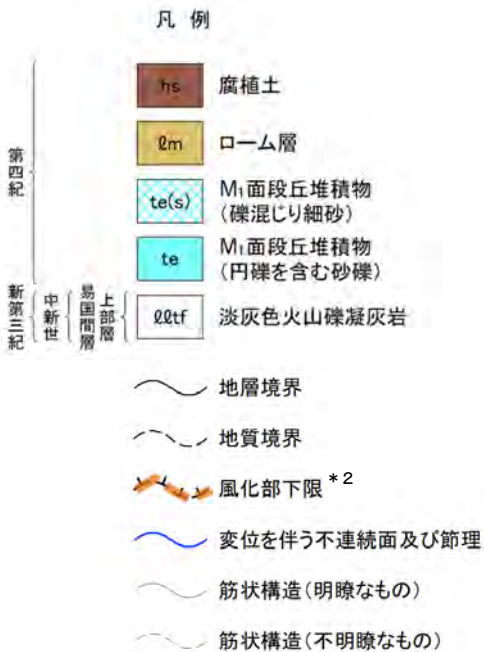 凡 例
第四紀
hs 腐植土
ℓm ローム層
te(s) M₁面段丘堆積物
(礫混じり細砂)
te M₁面段丘堆積物
(円礫を含む砂礫)
新第三紀 中新世 易国間層 上部層 ℓℓtf 淡灰色火山礫凝灰岩
地層境界
地質境界
風化部下限*2
変位を伴う不連続面及び節理
筋状構造(明瞭なもの)
筋状構造(不明瞭なもの)